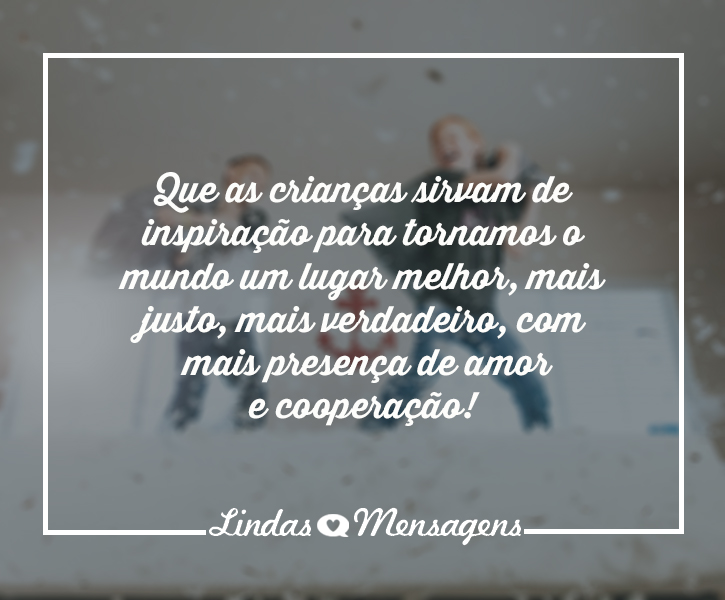 Que as crianças sirvam de
inspiração para tornamos o
mundo um lugar melhor, mais
justo, mais verdadeiro, com
mais presença de amor
e cooperação!
Lindas Mensagens